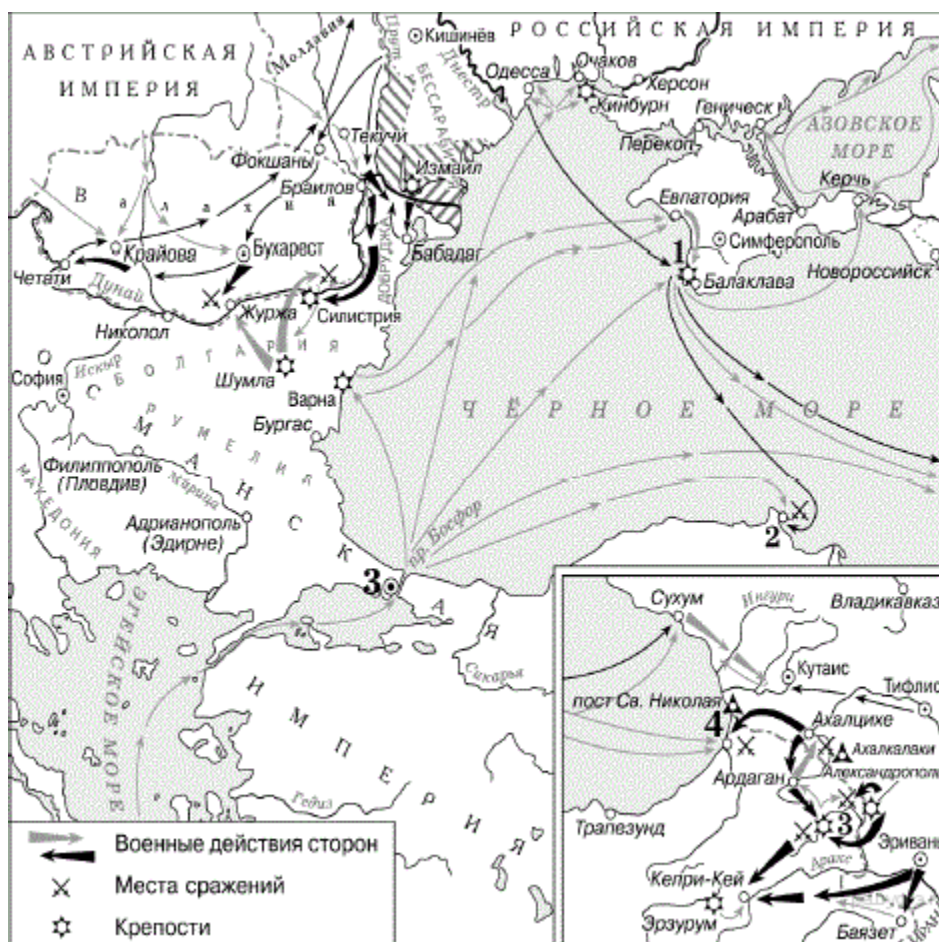 АВСТРИЙСКАЯ
ИМПЕРИЯ
Молдавия
Прут
Кишинёв
РОССИЙСКАЯ ИМПЕРИЯ
Днестр
БЕССАРАБИЯ
Одесса
Очаков
Кинбурн
Херсон
Геническ
Перекоп
АЗОВСКОЕ
МОРЕ
Керчь
Арабат
Евпатория
Симферополь
1
Балаклава
Новороссийск
Текучи
Фокшаны
Измаил
Браилов
Валахия
Крайова
Бухарест
Бабадаг
ДОБРУДЖА
Четати
Дунай
Журжа
Силистрия
Никопол
БОЛГАРИЯ
София
Искыр
Шумла
Варна
РУМЕЛИЯ
Бургас
ЧЁРНОЕ МОРЕ
Филиппополь
(Пловдив)
Марица
МАКЕДОНИЯ
Адрианополь
(Эдирне)
пр. Босфор
2
3
СМАНСКАЯ
ИМПЕРИЯ
Сикарья
ЭГЕЙСКОЕ МОРЕ
Гедиз
Сухум
Ингури
Владикавказ
Кутаис
Тифлис
пост Св. Николая
4
Ахалцихе
Ахалкалаки
Ардаган
Александрополь
Трапезунд
3
Эривань
Аракс
Кепри-Кей
Эрзурум
Баязет
Военные действия сторон
Места сражений
Крепости